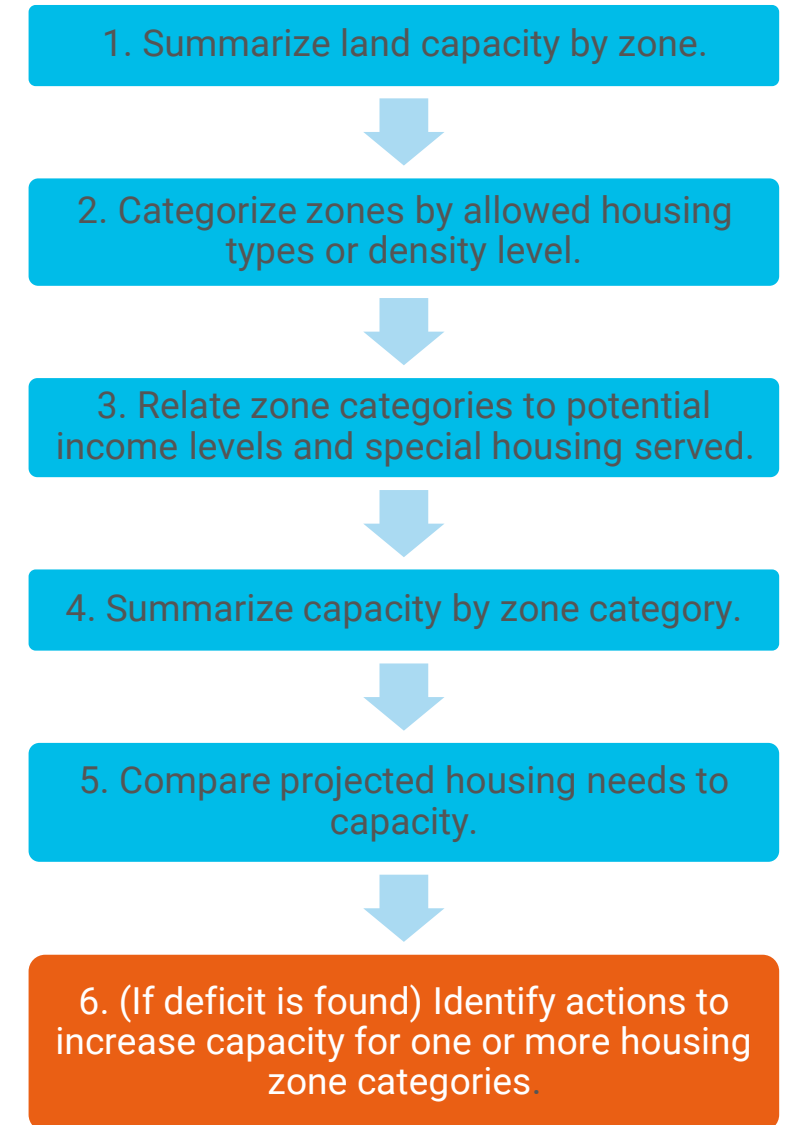 1. Summarize land capacity by zone.
2. Categorize zones by allowed housing
types or density level.
3. Relate zone categories to potential
income levels and special housing served.
4. Summarize capacity by zone category.
5. Compare projected housing needs to
capacity.
6. (If deficit is found) Identify actions to
increase capacity for one or more housing
zone categories.